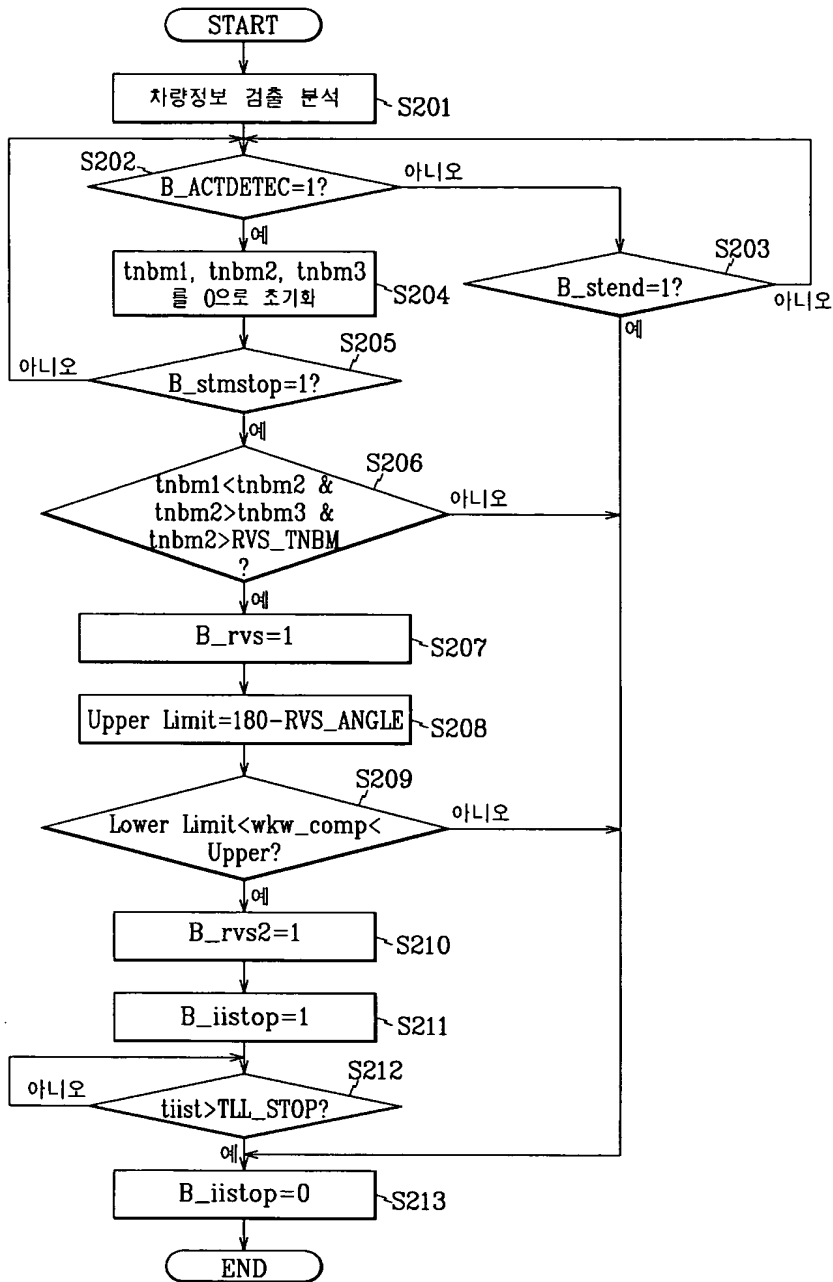 START
차량정보 검출 분석
S201
S202
B_ACTDETEC=1?
아니오
예
S203
B_stend=1?
아니오
예
tnbm1, tnbm2, tnbm3
를 0으로 초기화
S204
S205
아니오
B_stmstop=1?
예
S206
tnbm1<tnbm2 &
tnbm2>tnbm3 &
tnbm2>RVS_TNBM
?
아니오
예
B_rvs=1
S207
Upper Limit=180-RVS_ANGLE
S208
S209
Lower Limit<wkw_comp<
Upper?
아니오
예
B_rvs2=1
S210
B_iistop=1
S211
S212
아니오
tiist>TLL_STOP?
예
B_iistop=0
S213
END